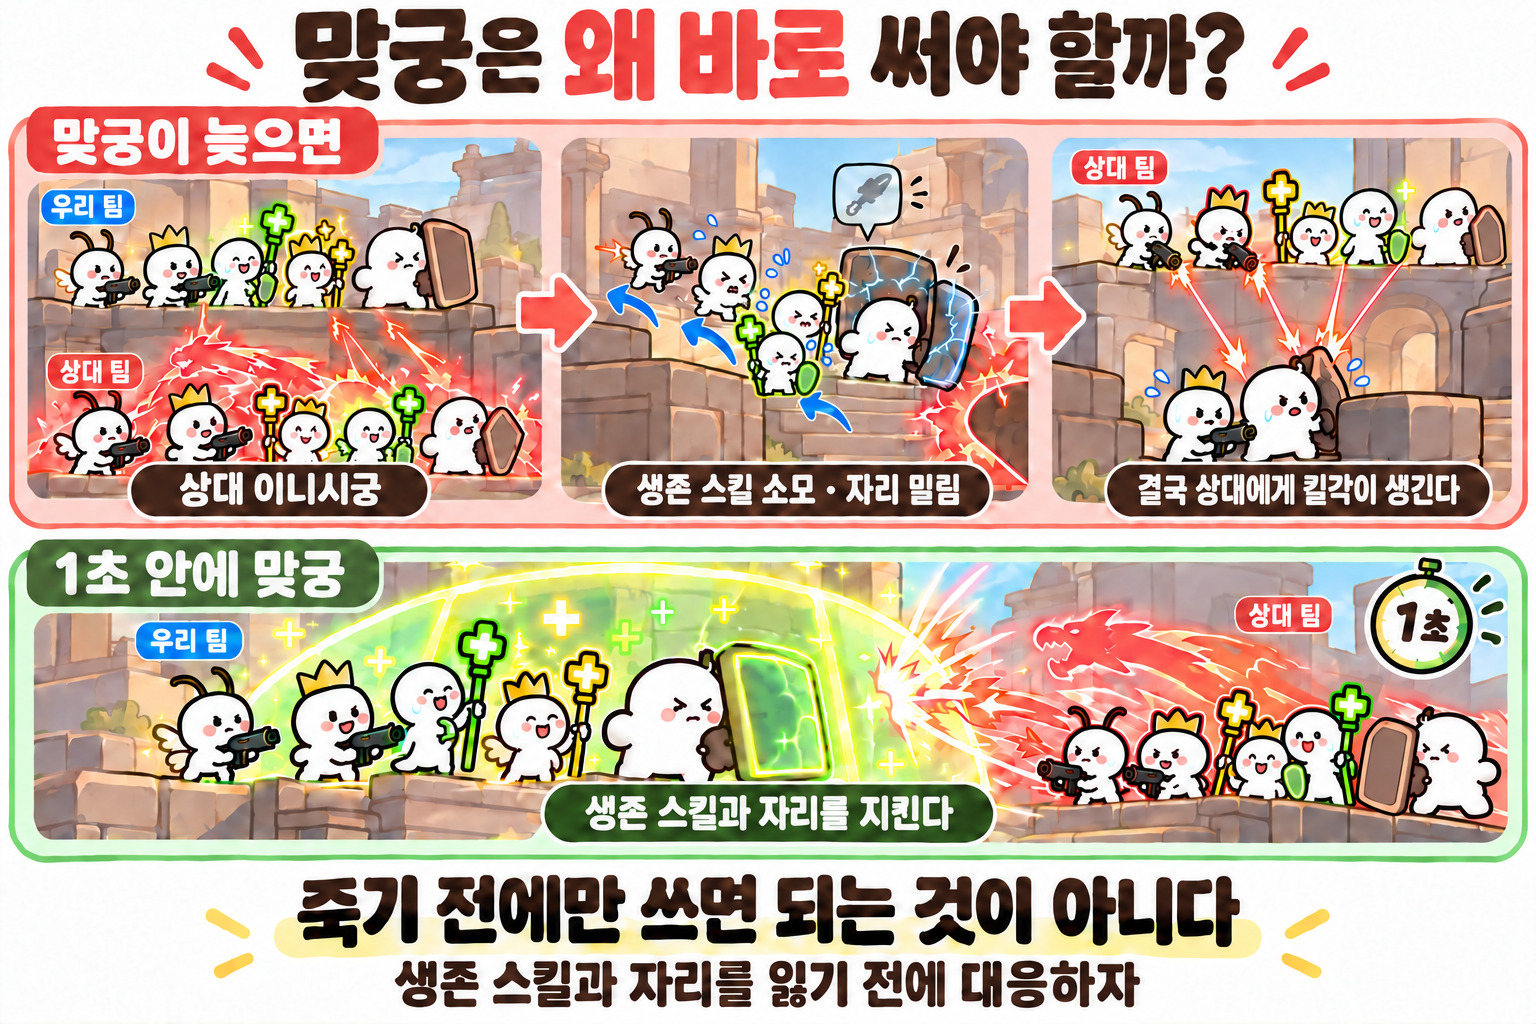 맞궁은 왜 바로 써야 할까?
맞궁이 늦으면
우리 팀
상대 팀
상대 이니시궁
생존 스킬 소모 · 자리 밀림
상대 팀
결국 상대에게 킬각이 생긴다
1초 안에 맞궁
우리 팀
상대 팀
1초
생존 스킬과 자리를 지킨다
죽기 전에만 쓰면 되는 것이 아니다
생존 스킬과 자리를 잃기 전에 대응하자